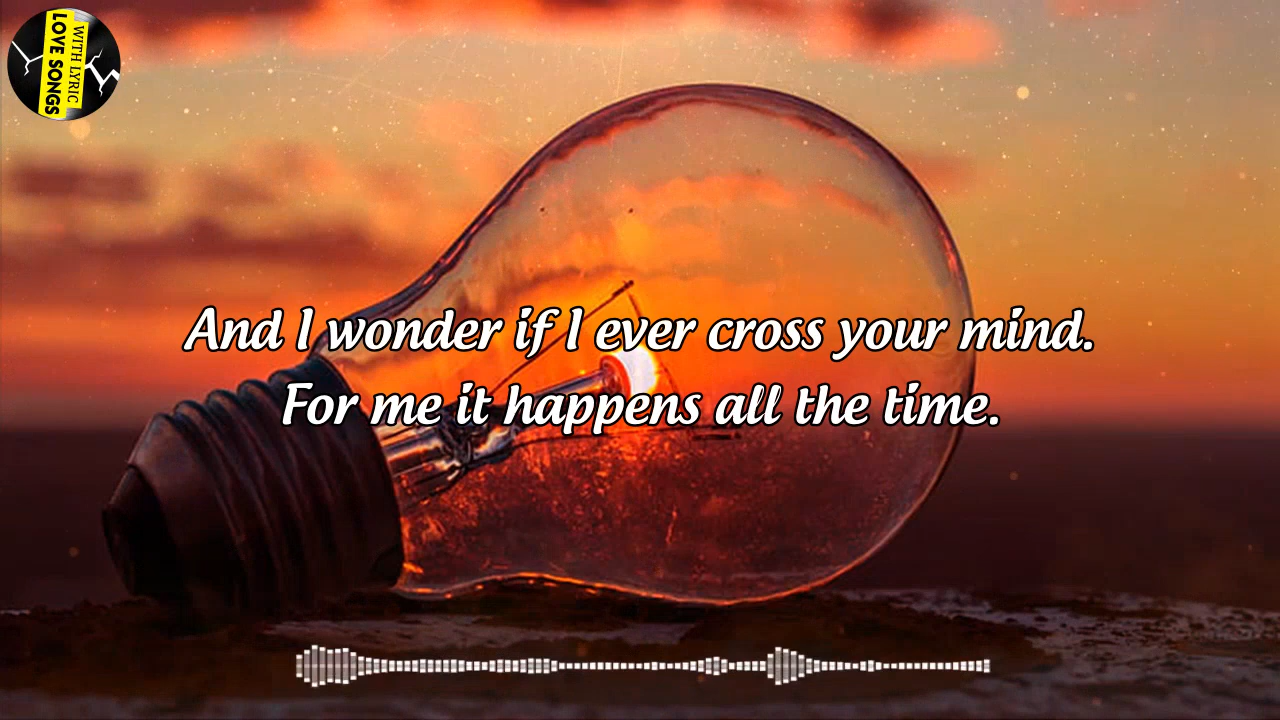 WITH LYRIC
LOVE SONGS
And I wonder if I ever cross your mind.
For me it happens all the time.